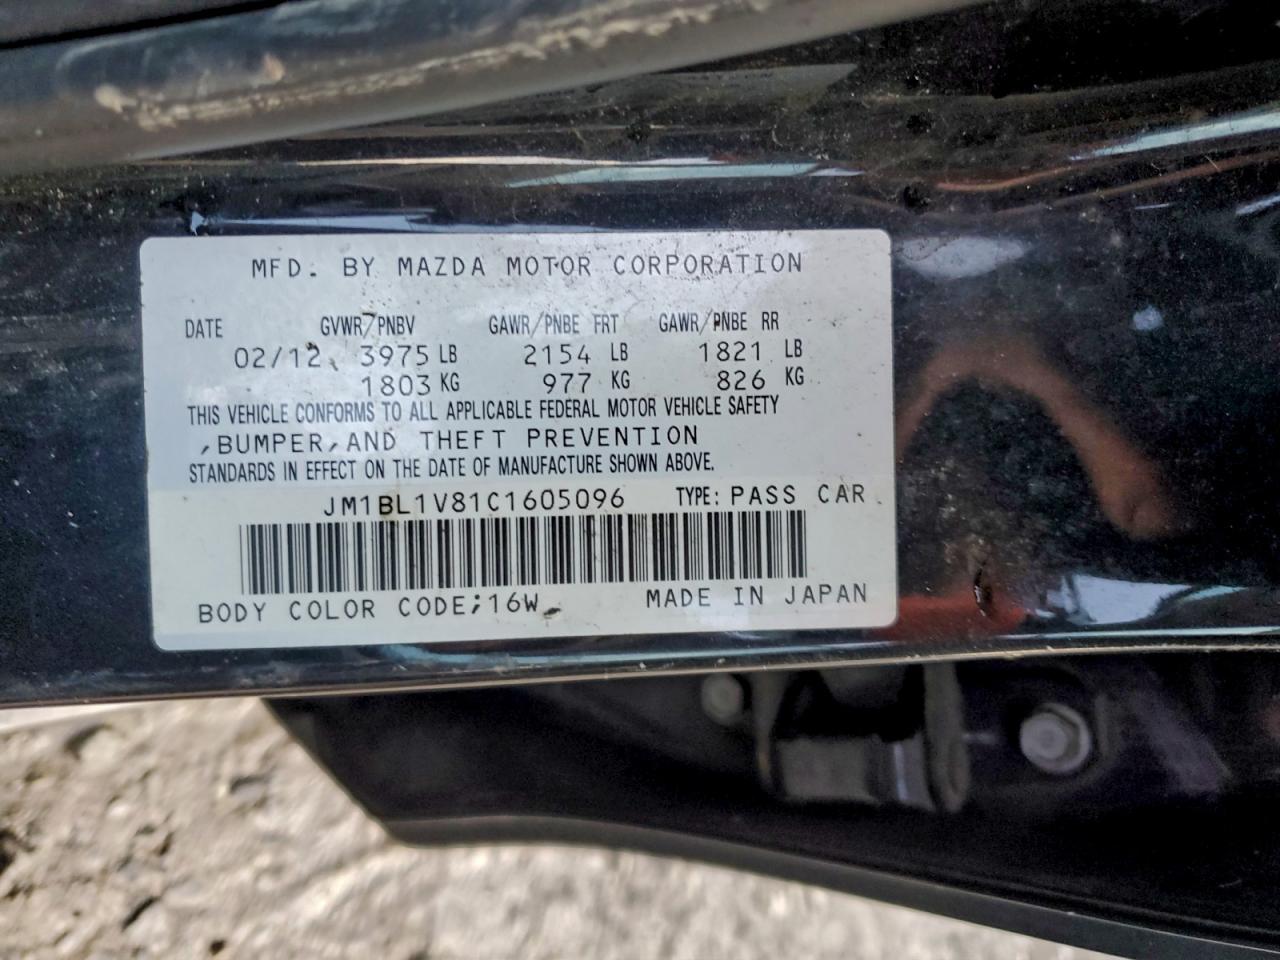 MFD. BY MAZDA MOTOR CORPORATION
DATE GVWR/PNBV GAWR/PNBE FRT GAWR/PNBE RR
02/12 3975 LB 2154 LB 1821 LB
1803 KG 977 KG 826 KG
THIS VEHICLE CONFORMS TO ALL APPLICABLE FEDERAL MOTOR VEHICLE SAFETY
,BUMPER,AND THEFT PREVENTION
STANDARDS IN EFFECT ON THE DATE OF MANUFACTURE SHOWN ABOVE.
JM1BL1V81C1605096 TYPE: PASS CAR
BODY COLOR CODE;16W MADE IN JAPAN